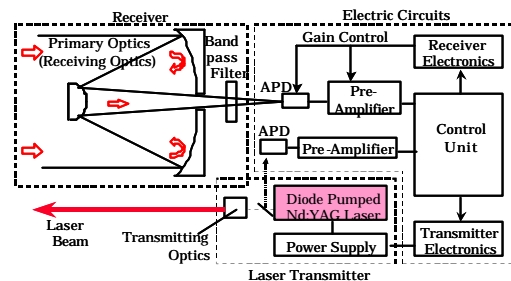 Receiver
Electric Circuits
Primary Optics
(Receiving Optics)
Band
pass
Filter
Gain Control
Receiver
Electronics
APD
Pre-
Amplifier
APD
Pre-Amplifier
Control
Unit
Laser
Beam
Transmitting
Optics
Diode Pumped
Nd:YAG Laser
Power Supply
Transmitter
Electronics
Laser Transmitter